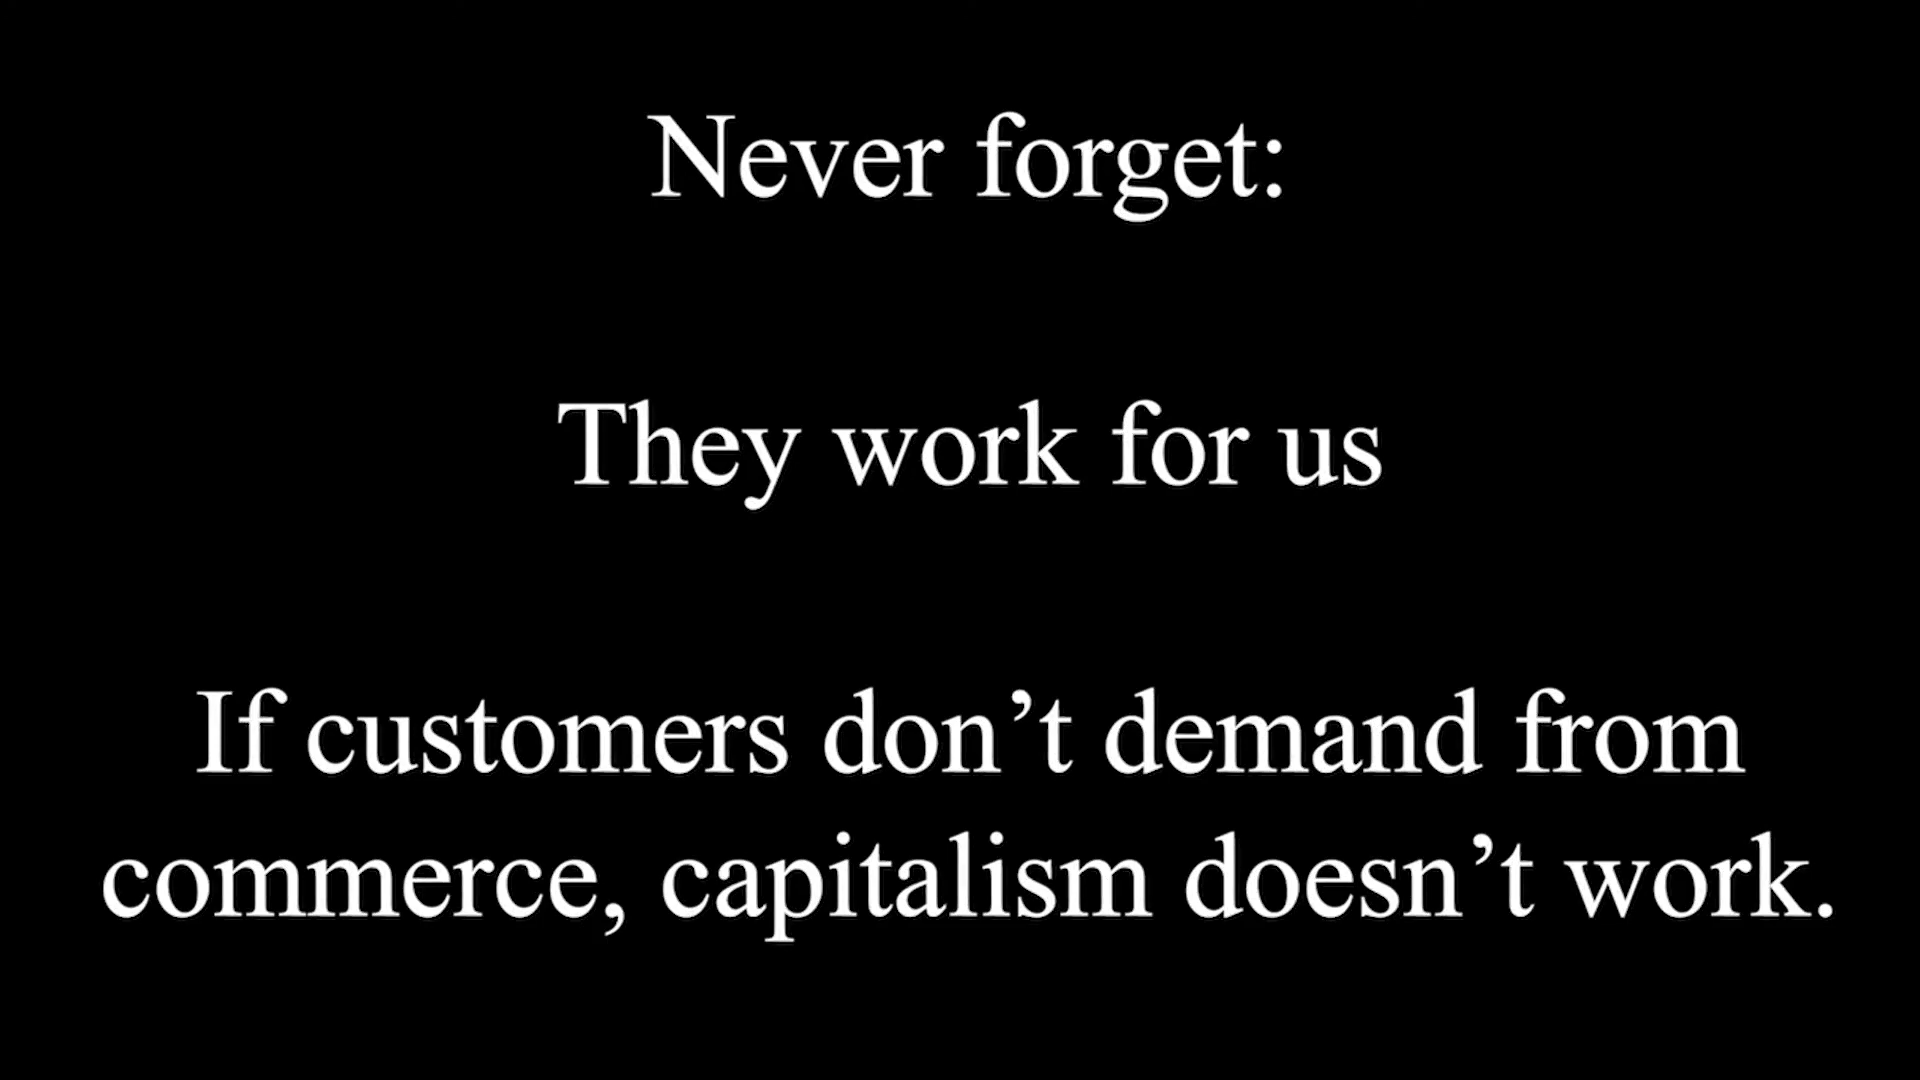 Never forget:
They work for us
If customers don’t demand from
commerce, capitalism doesn’t work.